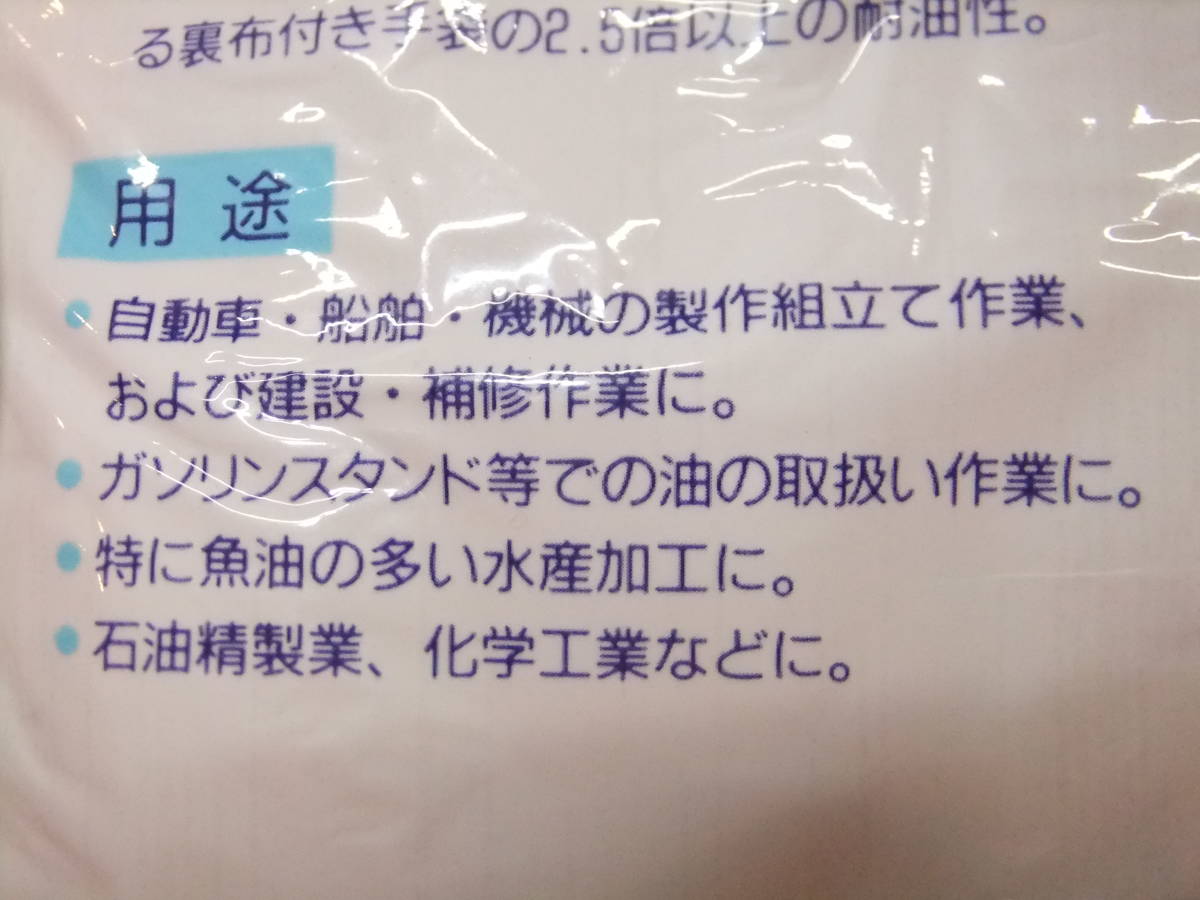 る裏布付き手袋の2.5倍以上の耐油性。
用途
• 自動車・船舶・機械の製作組立て作業、
および建設・補修作業に。
• ガソリンスタンド等での油の取扱い作業に。
• 特に魚油の多い水産加工に。
• 石油精製業、化学工業などに。